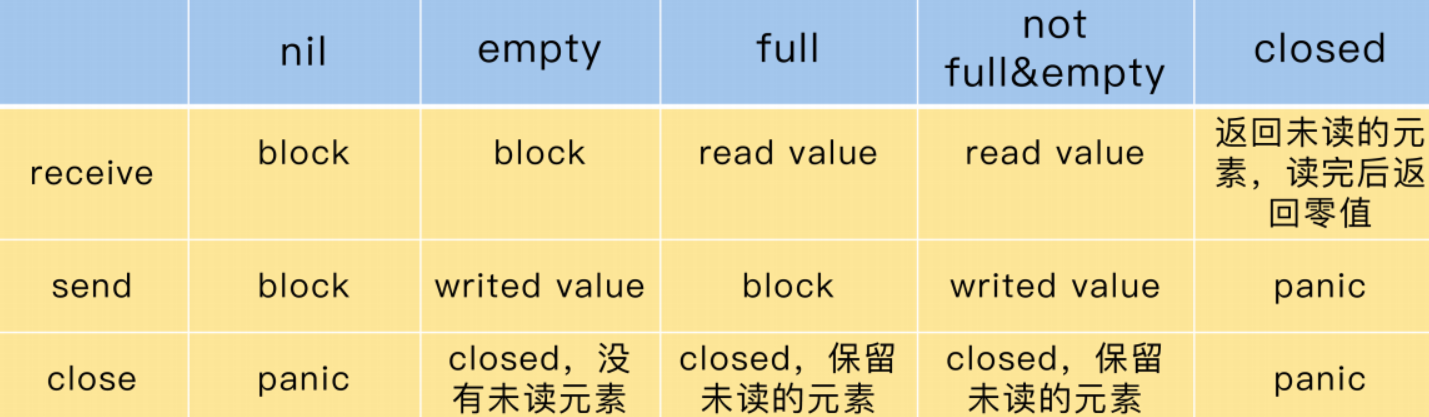 nil
empty
full
not
full&empty
closed
receive
block
block
read value
read value
返回未读的元
素，读完后返
回零值
send
block
writed value
block
writed value
panic
close
panic
closed，没
有未读元素
closed，保留
未读的元素
closed，保留
未读的元素
panic